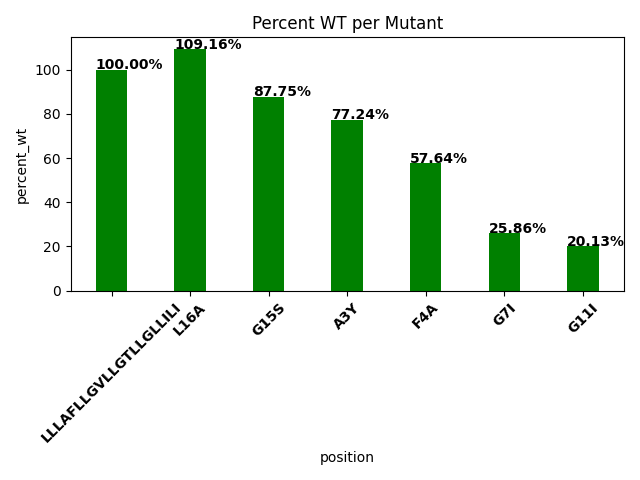 Percent WT per Mutant
percent_wt
100
80
60
40
20
0
100.00%
109.16%
87.75%
77.24%
57.64%
25.86%
20.13%
LLLAFLLGVLLGTLLGLLILI
L16A
G15S
A3Y
F4A
G7I
G11I
position